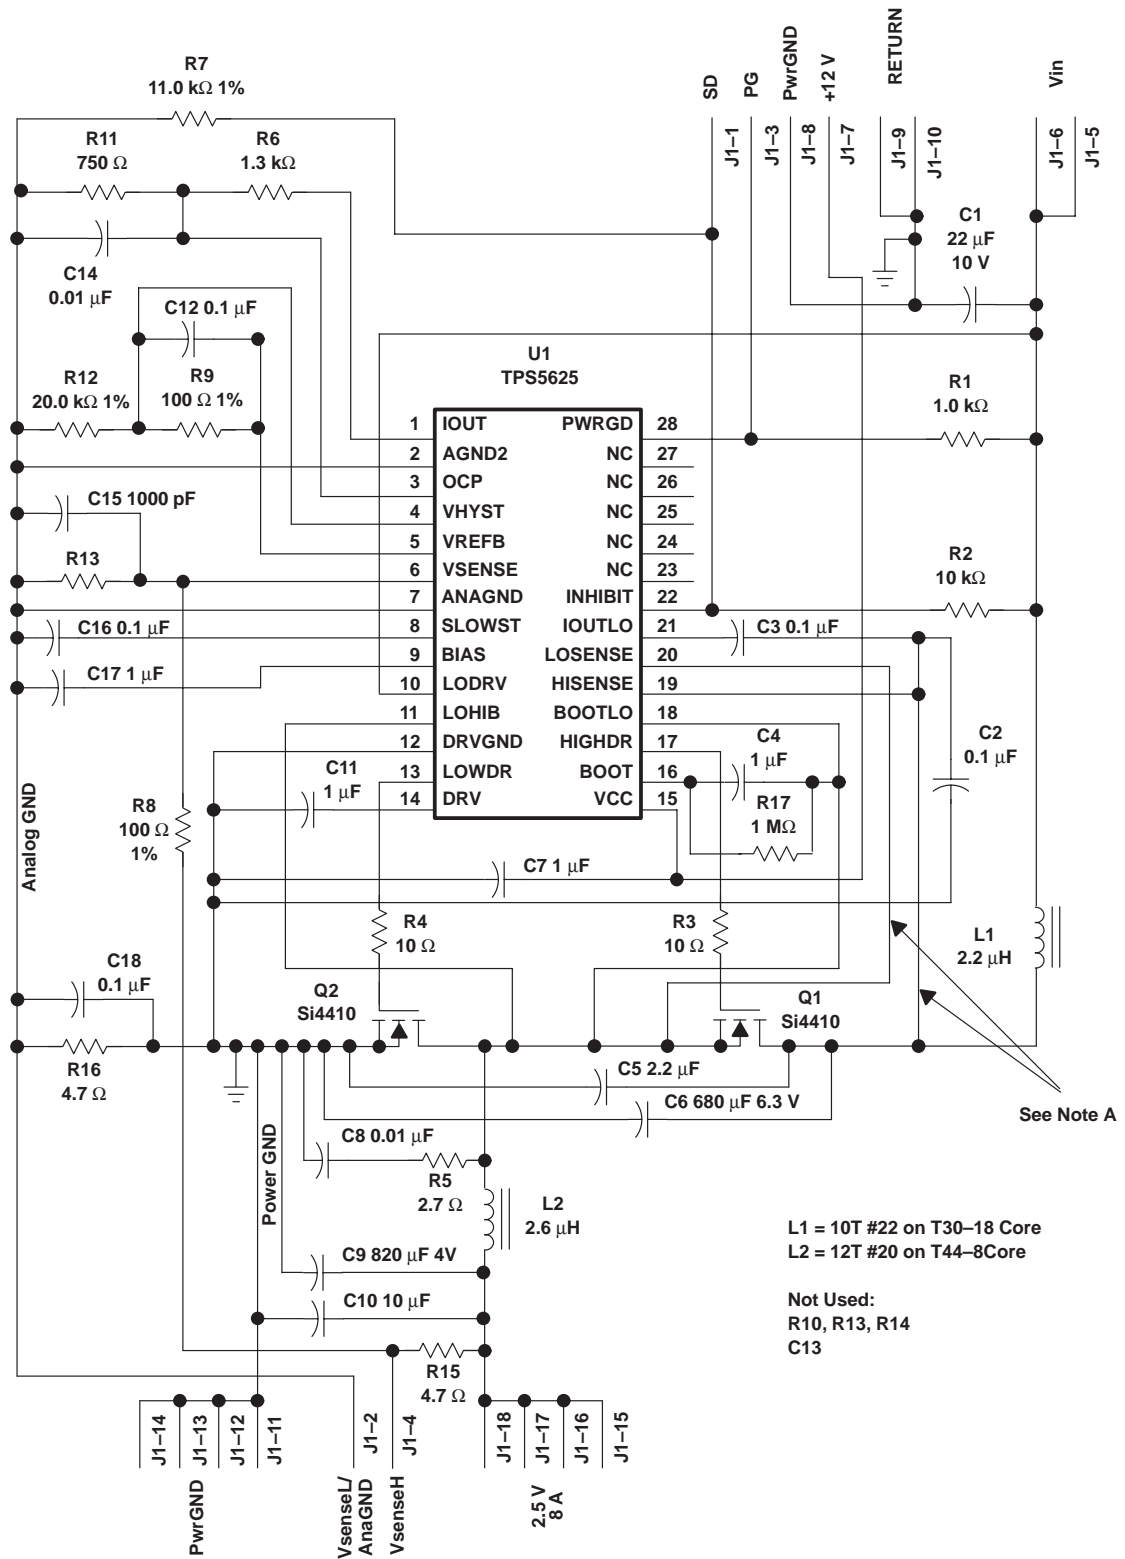 R7
11.0 kΩ 1%
R11
750 Ω
R6
1.3 kΩ
C14
0.01 μF
C12 0.1 μF
R12
20.0 kΩ 1%
R9
100 Ω 1%
SD
PG
PwrGND
+12 V
RETURN
Vin
J1–1
J1–3
J1–8
J1–7
J1–9
J1–10
J1–6
J1–5
C1
22 μF
10 V
U1
TPS5625
R1
1.0 kΩ
1 IOUT PWRGD 28
2 AGND2 NC 27
3 OCP NC 26
4 VHYST NC 25
5 VREFB NC 24
6 VSENSE NC 23
7 ANAGND INHIBIT 22
8 SLOWST IOUTLO 21
9 BIAS LOSENSE 20
10 LODRV HISENSE 19
11 LOHIB BOOTLO 18
12 DRVGND HIGHDR 17
13 LOWDR BOOT 16
14 DRV VCC 15
C15 1000 pF
R13
C16 0.1 μF
C17 1 μF
R2
10 kΩ
C3 0.1 μF
C2
0.1 μF
C4
1 μF
R17
1 MΩ
C11
1 μF
R8
100 Ω
1%
Analog GND
C7 1 μF
R4
10 Ω
R3
10 Ω
L1
2.2 μH
C18
0.1 μF
Q2
Si4410
Q1
Si4410
R16
4.7 Ω
C5 2.2 μF
C6 680 μF 6.3 V
See Note A
C8 0.01 μF
Power GND
R5
2.7 Ω
L2
2.6 μH
C9 820 μF 4V
C10 10 μF
R15
4.7 Ω
L1 = 10T #22 on T30–18 Core
L2 = 12T #20 on T44–8Core
Not Used:
R10, R13, R14
C13
J1–14
J1–13
J1–12
J1–11
J1–2
J1–4
J1–18
J1–17
J1–16
J1–15
PwrGND
VsenseL/
AnaGND
VsenseH
2.5 V
8 A